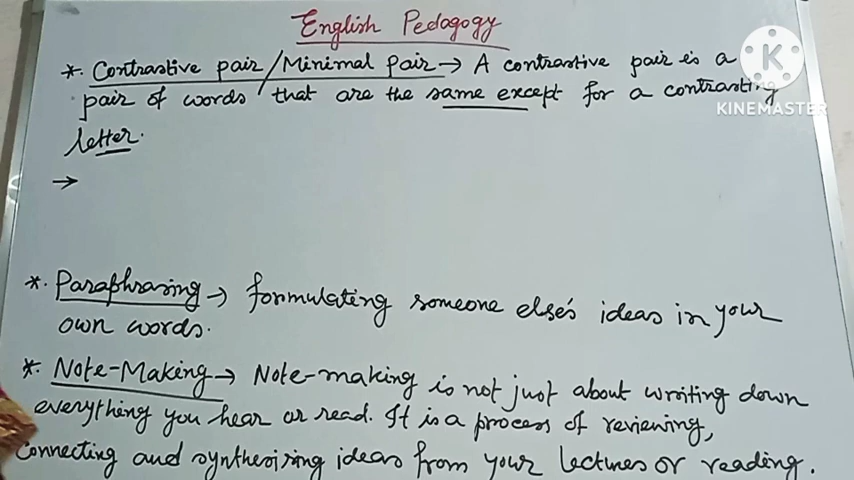 English Pedagogy
*. Contrastive pair/Minimal Pair → A contrastive pair is a
pair of words that are the same except for a contrasting
letter.
→
*. Paraphrasing → formulating someone else's ideas in your
own words.
*. Note-Making → Note-making is not just about writing down
everything you hear or read. It is a process of reviewing,
Connecting and synthesizing ideas from your lectures or reading.
K
KINEMASTER